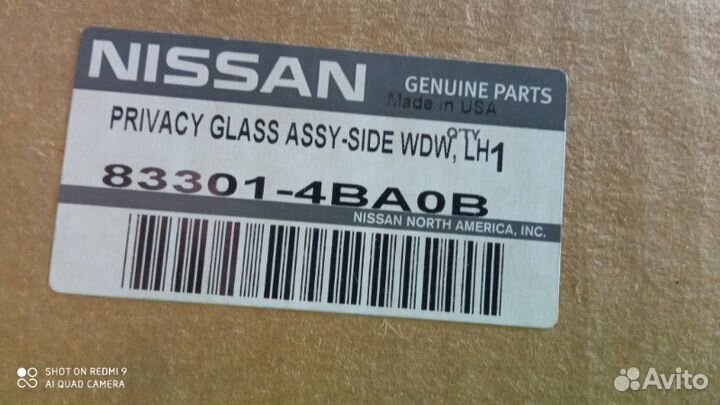 NISSAN
GENUINE PARTS
Made in USA
PRIVACY GLASS ASSY-SIDE WDW, LH
Q'TY 1
83301-4BA0B
NISSAN NORTH AMERICA, INC.
SHOT ON REDMI 9
AI QUAD CAMERA
Avito